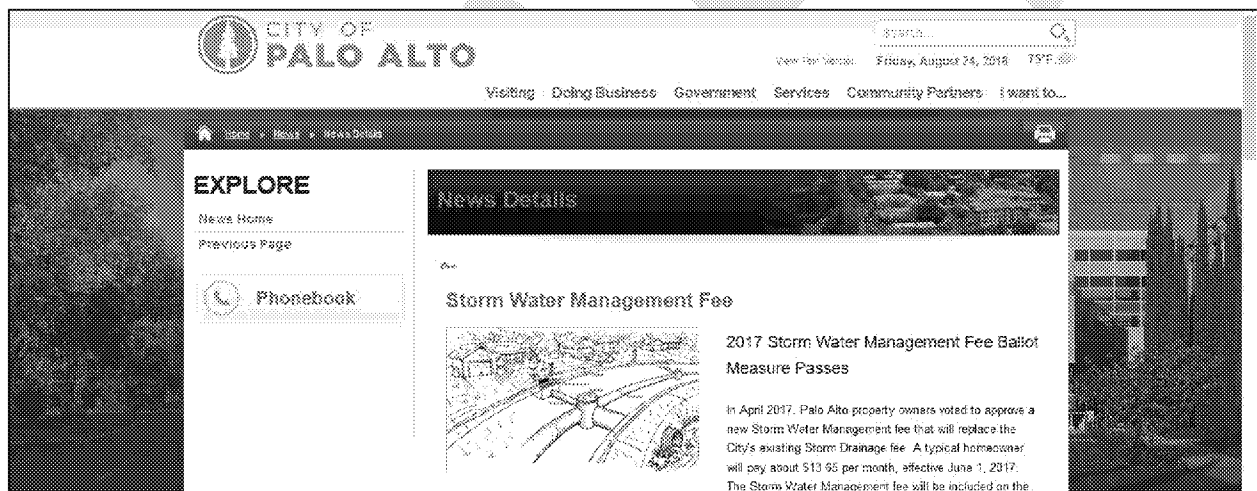 CITY OF
PALO ALTO
Search...
Friday, August 24, 2018 75°F
Visiting Doing Business Government Services Community Partners I want to...
Home News News Details
EXPLORE
News Home
Previous Page
Phonebook
News Details
Storm Water Management Fee
2017 Storm Water Management Fee Ballot
Measure Passes
In April 2017, Palo Alto property owners voted to approve a
new Storm Water Management fee that will replace the
City's existing Storm Drainage fee. A typical homeowner
will pay about $13.65 per month, effective June 1, 2017.
The Storm Water Management fee will be included on the